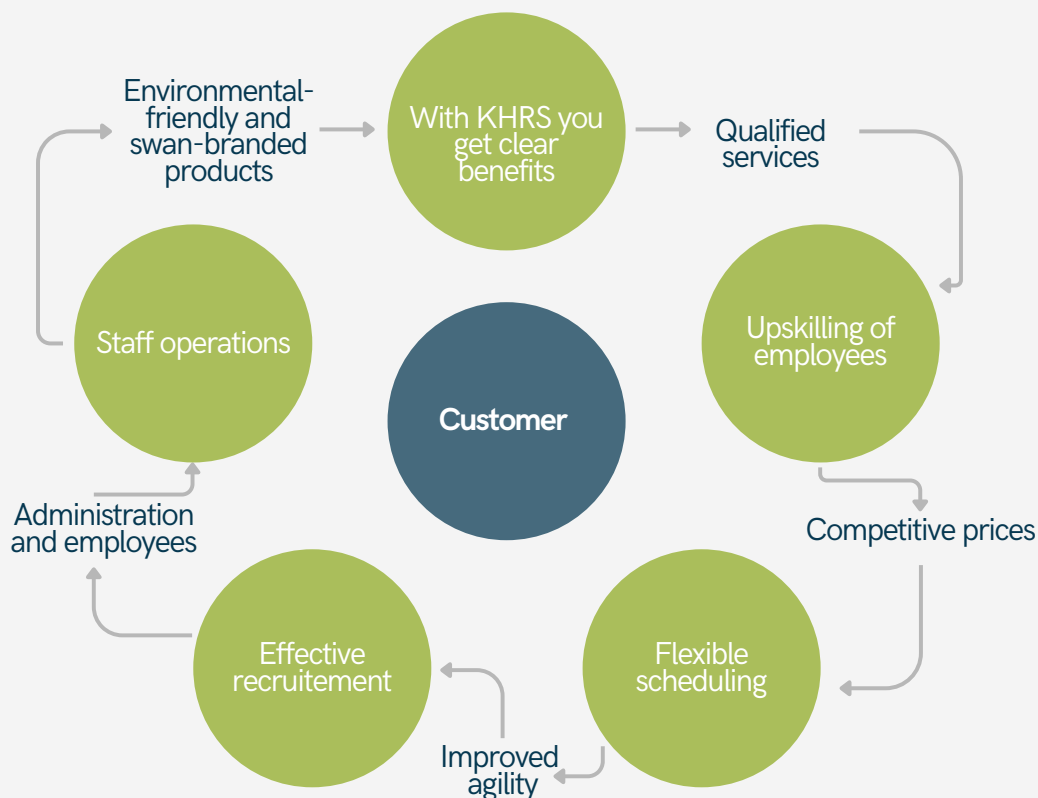 With KHRS you
get clear
benefits
Qualified
services
Upskilling of
employees
Competitive prices
Flexible
scheduling
Improved
agility
Effective
recruitement
Administration
and employees
Staff operations
Environmental-
friendly and
swan-branded
products
Customer